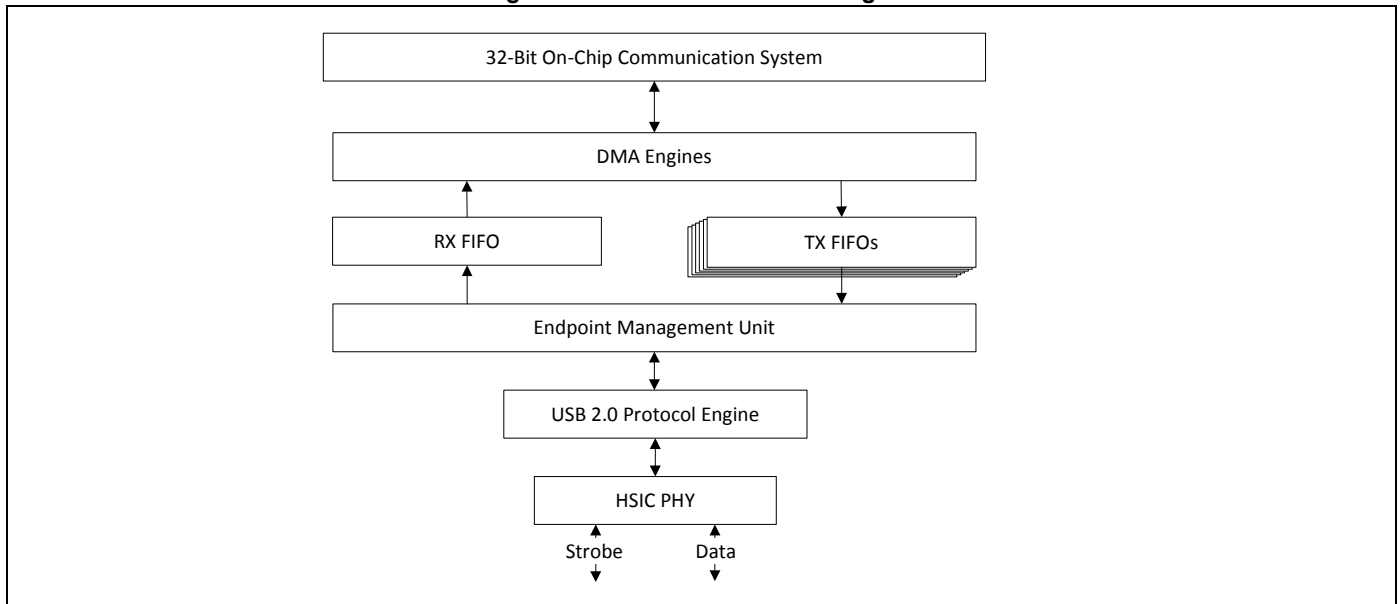 32-Bit On-Chip Communication System
DMA Engines
RX FIFO
TX FIFOs
Endpoint Management Unit
USB 2.0 Protocol Engine
HSIC PHY
Strobe
Data